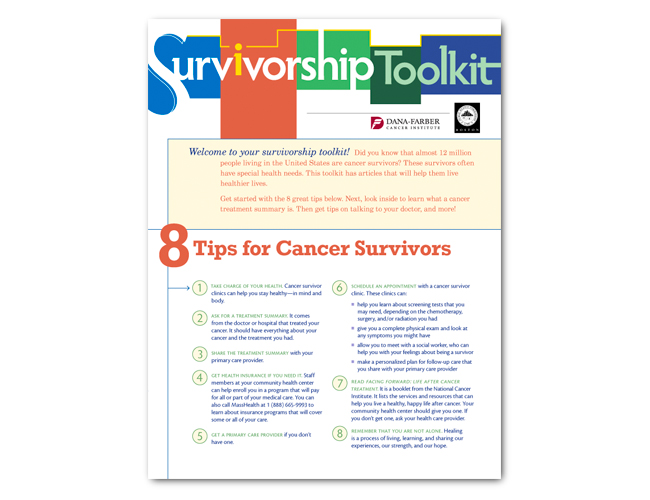 Survivorship Toolkit
DANA-FARBER
CANCER INSTITUTE
BOSTON
Welcome to your survivorship toolkit! Did you know that almost 12 million
people living in the United States are cancer survivors? These survivors often
have special health needs. This toolkit has articles that will help them live
healthier lives.
Get started with the 8 great tips below. Next, look inside to learn what a cancer
treatment summary is. Then get tips on talking to your doctor, and more!
8 Tips for Cancer Survivors
1 TAKE CHARGE OF YOUR HEALTH. Cancer survivor
clinics can help you stay healthy—in mind and
body.
2 ASK FOR A TREATMENT SUMMARY. It comes
from the doctor or hospital that treated your
cancer. It should have everything about your
cancer and the treatment you had.
3 SHARE THE TREATMENT SUMMARY with your
primary care provider.
4 GET HEALTH INSURANCE IF YOU NEED IT. Staff
members at your community health center
can help enroll you in a program that will pay
for all or part of your medical care. You can
also call MassHealth at 1 (888) 665-9993 to
learn about insurance programs that will cover
some or all of your care.
5 GET A PRIMARY CARE PROVIDER if you don't
have one
6 SCHEDULE AN APPOINTMENT with a cancer survivor
clinic. These clinics can:
help you learn about screening tests that you
may need, depending on the chemotherapy,
surgery, and/or radiation you had
give you a complete physical exam and look at
any symptoms you might have
allow you to meet with a social worker, who can
help you with your feelings about being a survivor
make a personalized plan for follow-up care that
you share with your primary care provider
7 READ FACING FORWARD: LIFE AFTER CANCER
TREATMENT. It is a booklet from the National Cancer
Institute. It lists the services and resources that can
help you live a healthy, happy life after cancer. Your
community health center should give you one. If
you don't get one, ask your health care provider.
8 REMEMBER THAT YOU ARE NOT ALONE. Healing
is a process of living, learning, and sharing our
experiences, our strength, and our hope.